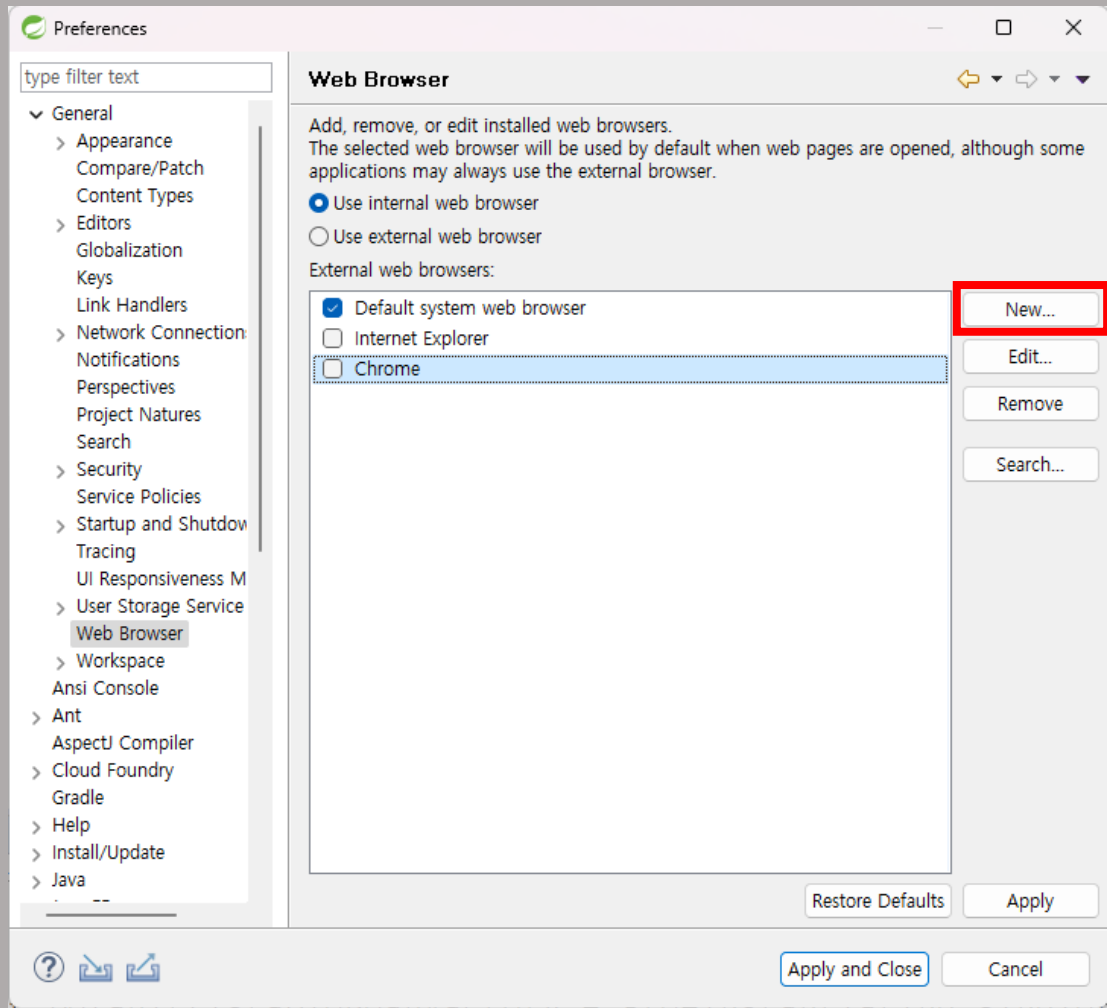 Preferences
type filter text
General
Appearance
Compare/Patch
Content Types
Editors
Globalization
Keys
Link Handlers
Network Connection
Notifications
Perspectives
Project Natures
Search
Security
Service Policies
Startup and Shutdow
Tracing
UI Responsiveness M
User Storage Service
Web Browser
Workspace
Ansi Console
Ant
AspectJ Compiler
Cloud Foundry
Gradle
Help
Install/Update
Java
Web Browser
Add, remove, or edit installed web browsers.
The selected web browser will be used by default when web pages are opened, although some
applications may always use the external browser.
Use internal web browser
Use external web browser
External web browsers:
Default system web browser
Internet Explorer
Chrome
New...
Edit...
Remove
Search...
Restore Defaults
Apply
Apply and Close
Cancel